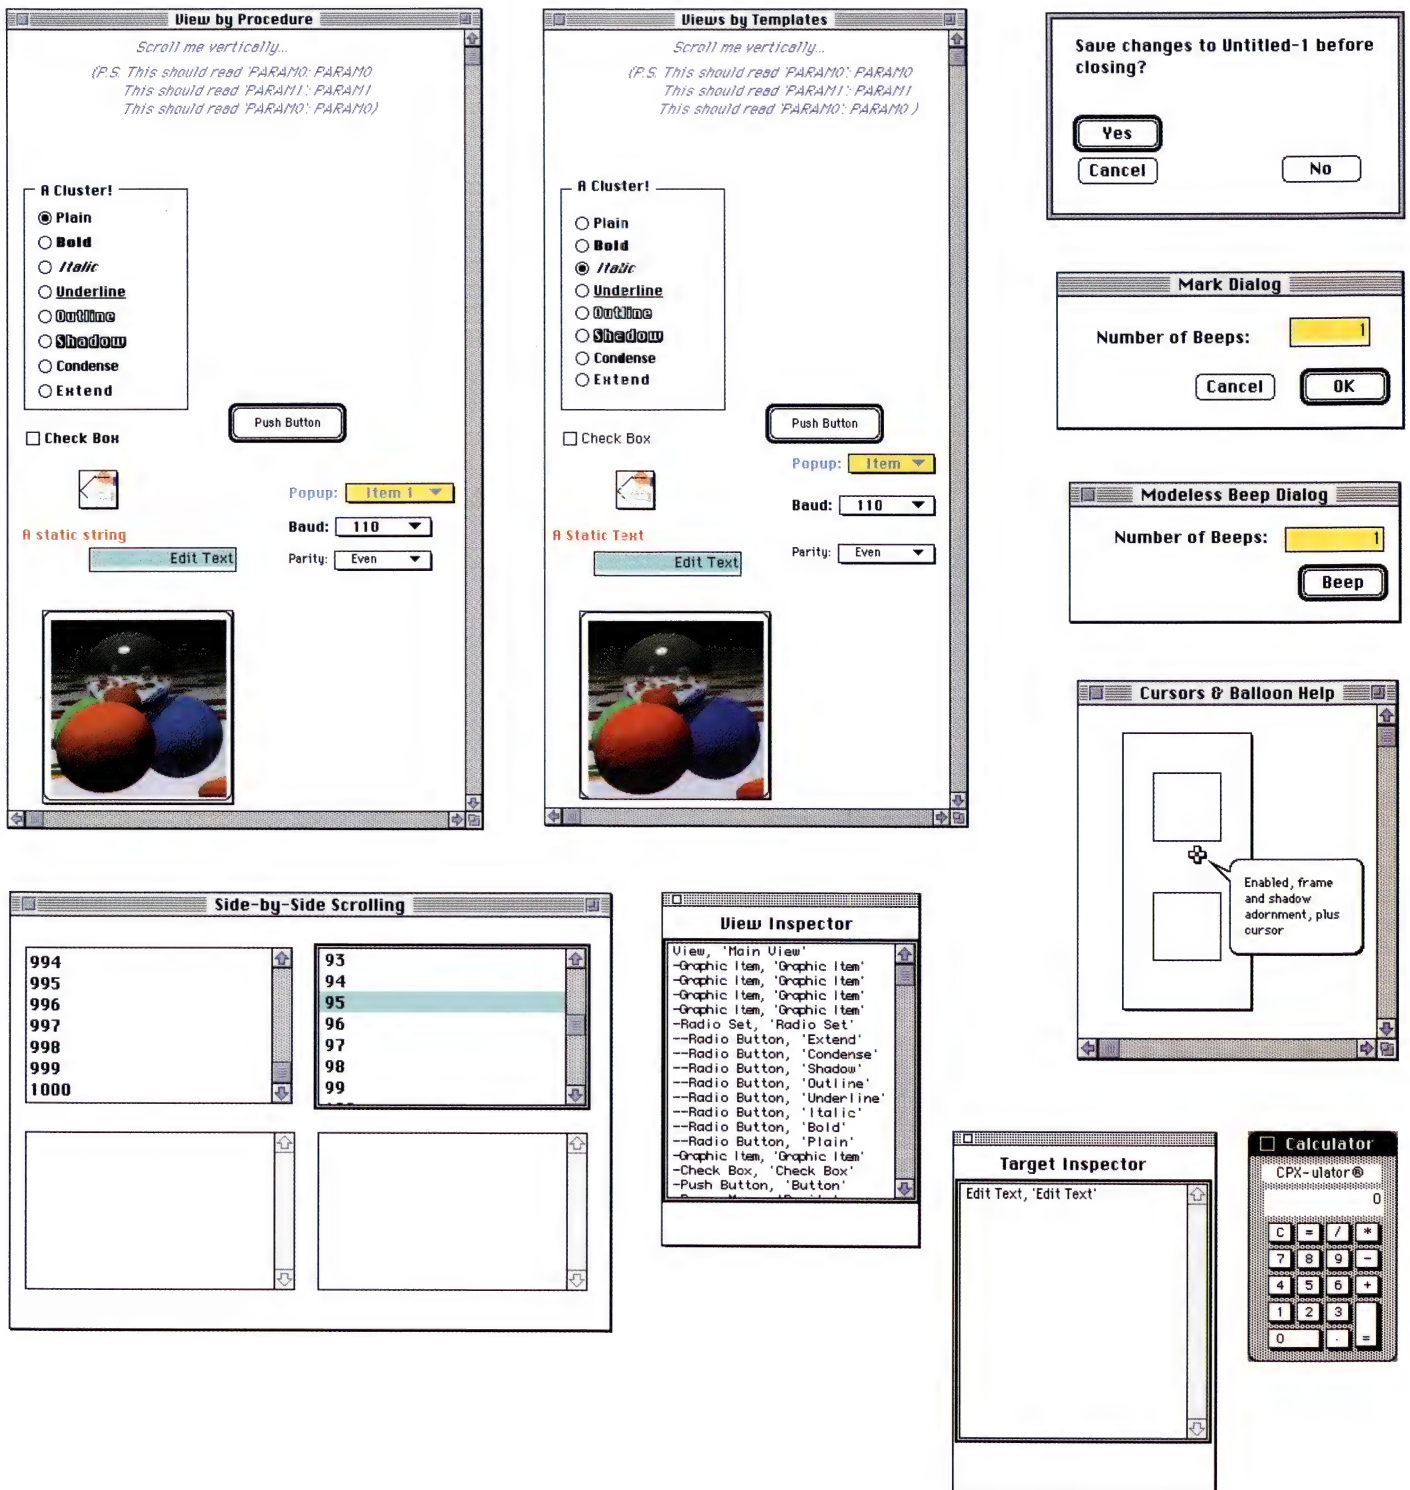 View by Procedure
Scroll me vertically...
(P.S. This should read 'PARAM0': PARAM0
This should read 'PARAM1': PARAM1
This should read 'PARAM0': PARAM0)
A Cluster!
Plain
Bold
Italic
Underline
Outline
Shadow
Condense
Extend
Push Button
Check Box
Popup: Item 1
Baud: 110
A static string
Edit Text
Parity: Even
Views by Templates
Scroll me vertically...
(P.S. This should read 'PARAM0': PARAM0
This should read 'PARAM1': PARAM1
This should read 'PARAM0': PARAM0 )
A Cluster!
Plain
Bold
Italic
Underline
Outline
Shadow
Condense
Extend
Push Button
Check Box
Popup: Item
Baud: 110
A Static Text
Edit Text
Parity: Even
Save changes to Untitled-1 before
closing?
Yes
Cancel
No
Mark Dialog
Number of Beeps: 1
Cancel
OK
Modeless Beep Dialog
Number of Beeps: 1
Beep
Cursors & Balloon Help
Enabled, frame
and shadow
adornment, plus
cursor
Side-by-Side Scrolling
994
995
996
997
998
999
1000
93
94
95
96
97
98
99
View Inspector
View, 'Main View'
-Graphic Item, 'Graphic Item'
-Graphic Item, 'Graphic Item'
-Graphic Item, 'Graphic Item'
-Graphic Item, 'Graphic Item'
-Radio Set, 'Radio Set'
--Radio Button, 'Extend'
--Radio Button, 'Condense'
--Radio Button, 'Shadow'
--Radio Button, 'Outline'
--Radio Button, 'Underline'
--Radio Button, 'Italic'
--Radio Button, 'Bold'
--Radio Button, 'Plain'
-Graphic Item, 'Graphic Item'
-Check Box, 'Check Box'
-Push Button, 'Button'
Target Inspector
Edit Text, 'Edit Text'
Calculator
CPX-ulator®
0
C = / *
7 8 9 -
4 5 6 +
1 2 3
0 . =